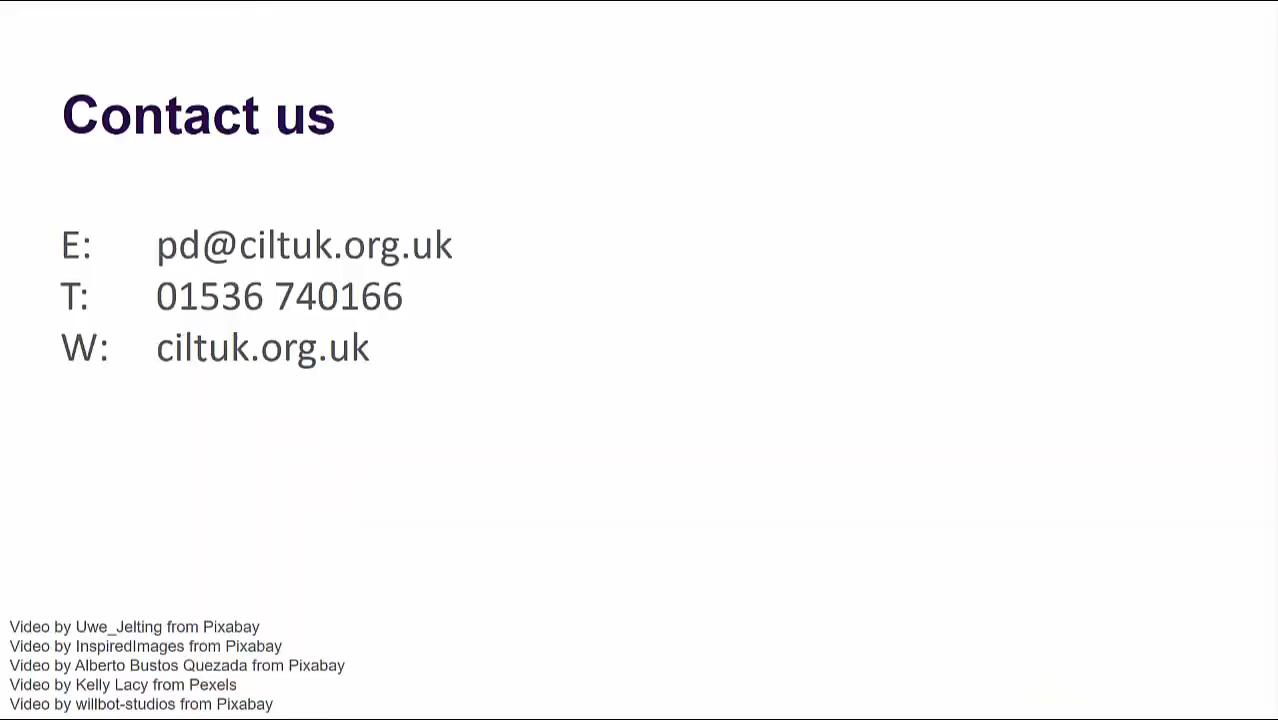 Contact us
E: pd@ciltuk.org.uk
T: 01536 740166
W: ciltuk.org.uk
Video by Uwe_Jelting from Pixabay
Video by InspiredImages from Pixabay
Video by Alberto Bustos Quezada from Pixabay
Video by Kelly Lacy from Pexels
Video by willbot-studios from Pixabay